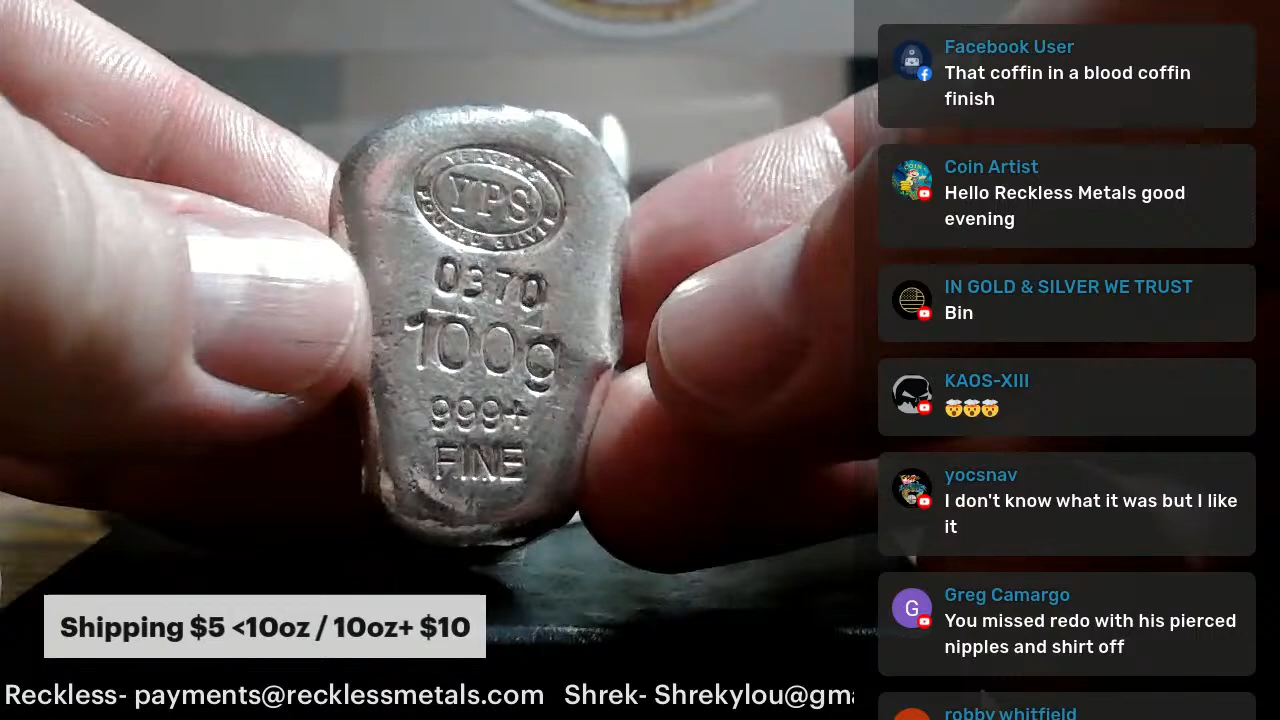 YPS
POURED SILVER
0370
100g
999+
FINE
Shipping $5 <10oz / 10oz+ $10
Reckless- payments@recklessmetals.com Shrek- Shrekylou@gma
Facebook User
That coffin in a blood coffin
finish
Coin Artist
Hello Reckless Metals good
evening
IN GOLD & SILVER WE TRUST
Bin
KAOS-XIII
🤯🤯🤯
yocsnav
I don't know what it was but I like
it
G
Greg Camargo
You missed redo with his pierced
nipples and shirt off
robby whitfield